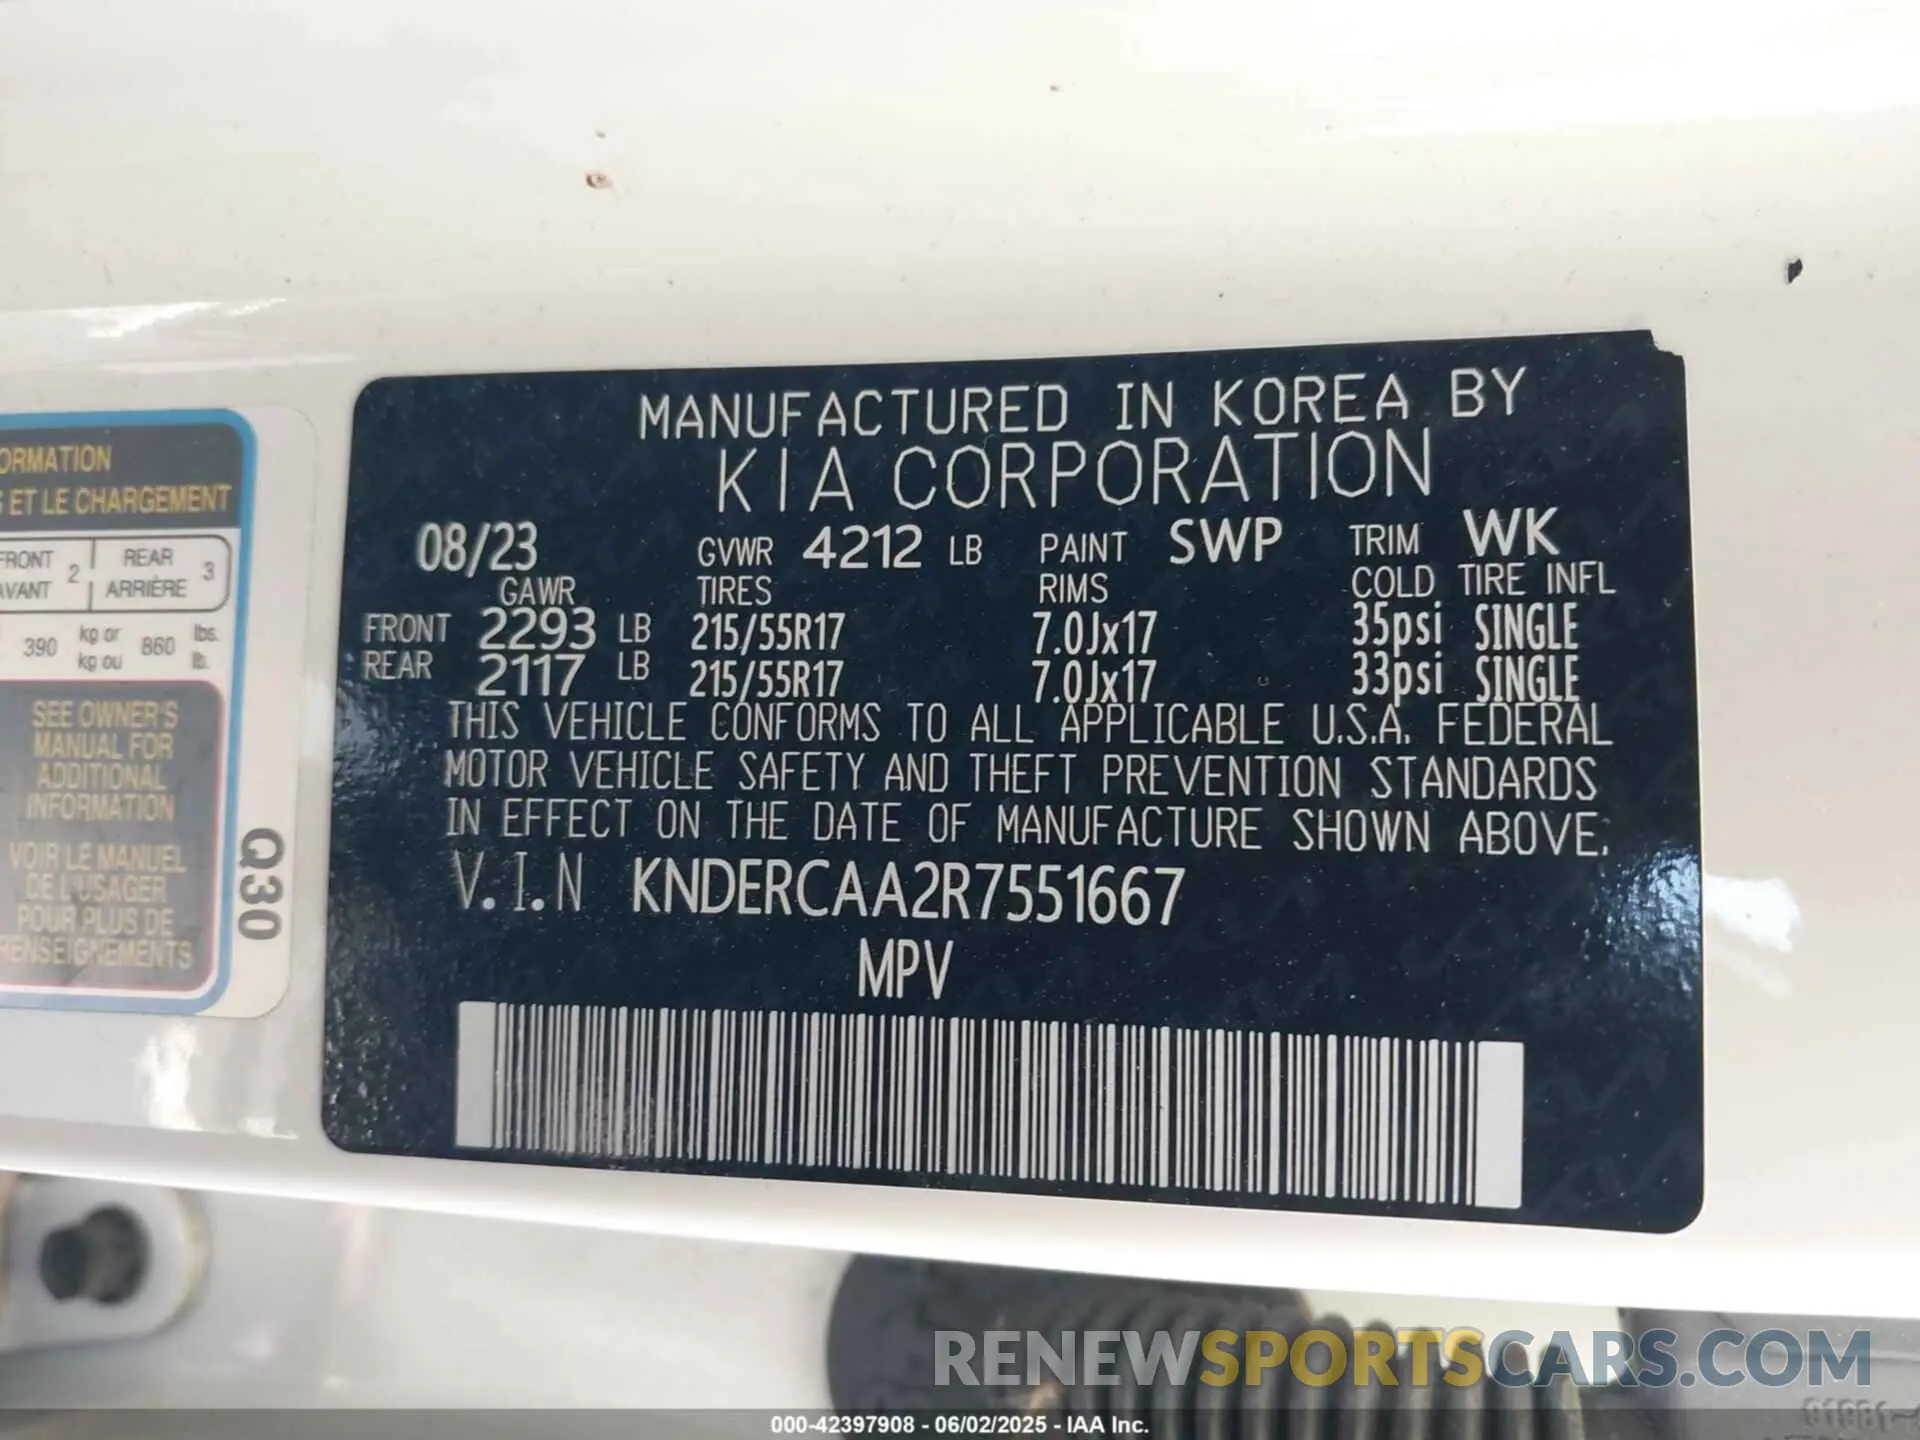 ORMATION
S ET LE CHARGEMENT
FRONT 2 REAR 3
AVANT ARRIÈRE
390 kg or 860 lbs.
kg ou lb.
SEE OWNER'S
MANUAL FOR
ADDITIONAL
INFORMATION
VOIR LE MANUEL
DE L'USAGER
POUR PLUS DE
RENSEIGNEMENTS
Q30
MANUFACTURED IN KOREA BY
KIA CORPORATION
08/23 GVWR 4212 LB PAINT SWP TRIM WK
GAWR TIRES RIMS COLD TIRE INFL
FRONT 2293 LB 215/55R17 7.0Jx17 35psi SINGLE
REAR 2117 LB 215/55R17 7.0Jx17 33psi SINGLE
THIS VEHICLE CONFORMS TO ALL APPLICABLE U.S.A. FEDERAL
MOTOR VEHICLE SAFETY AND THEFT PREVENTION STANDARDS
IN EFFECT ON THE DATE OF MANUFACTURE SHOWN ABOVE.
V.I.N KNDERCAA2R7551667
MPV
RENEWSPORTSCARS.COM
000-42397908 - 06/02/2025 - IAA Inc.